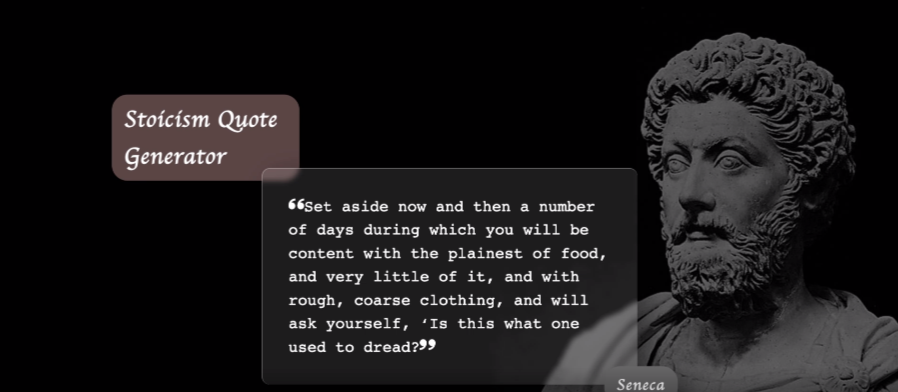 Stoicism Quote
Generator
“Set aside now and then a number
of days during which you will be
content with the plainest of food,
and very little of it, and with
rough, coarse clothing, and will
ask yourself, ‘Is this what one
used to dread?”
Seneca